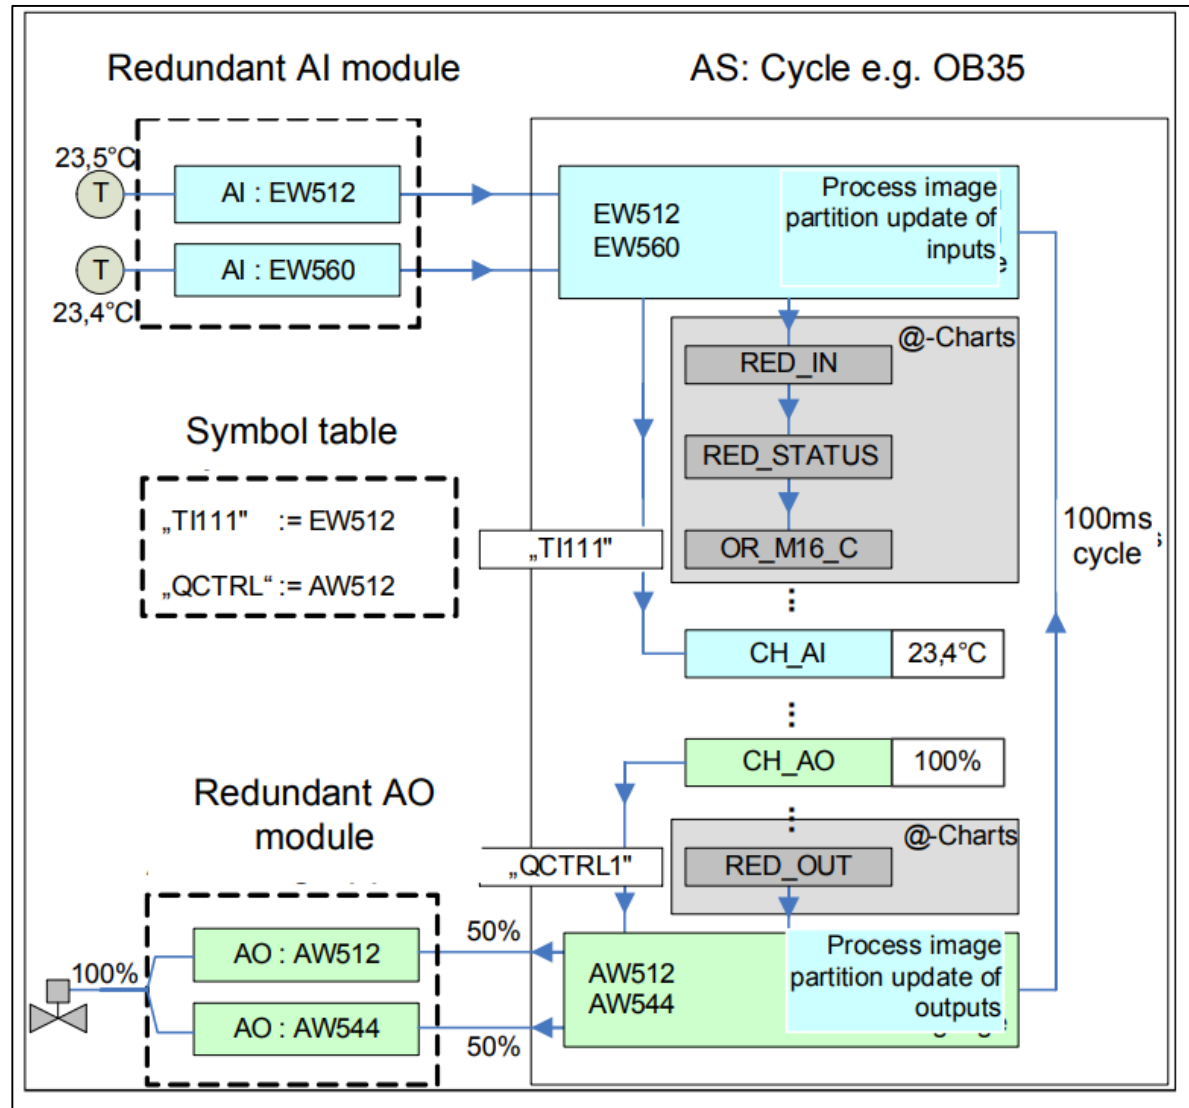 Redundant AI module
AS: Cycle e.g. OB35
23,5°C
T
AI : EW512
T
AI : EW560
23,4°C
EW512
EW560
Process image
partition update of
inputs
@-Charts
RED_IN
RED_STATUS
OR_M16_C
Symbol table
„TI111" := EW512
„QCTRL“ := AW512
„TI111"
100ms
cycle
CH_AI
23,4°C
CH_AO
100%
Redundant AO
module
@-Charts
„QCTRL1"
RED_OUT
50%
AO : AW512
100%
AO : AW544
50%
AW512
AW544
Process image
partition update of
outputs